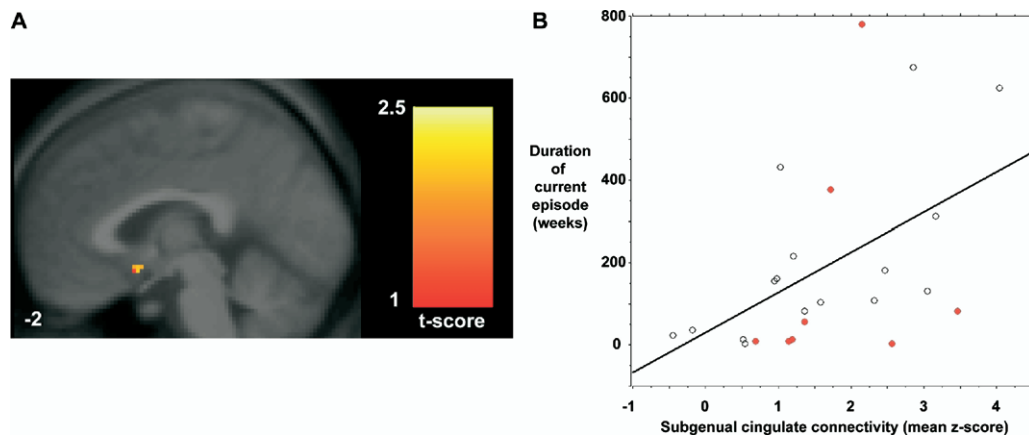 A
2.5
1
t-score
-2
B
Duration
of
current
episode
(weeks)
800
600
400
200
0
-1 0 1 2 3 4
Subgenual cingulate connectivity (mean z-score)